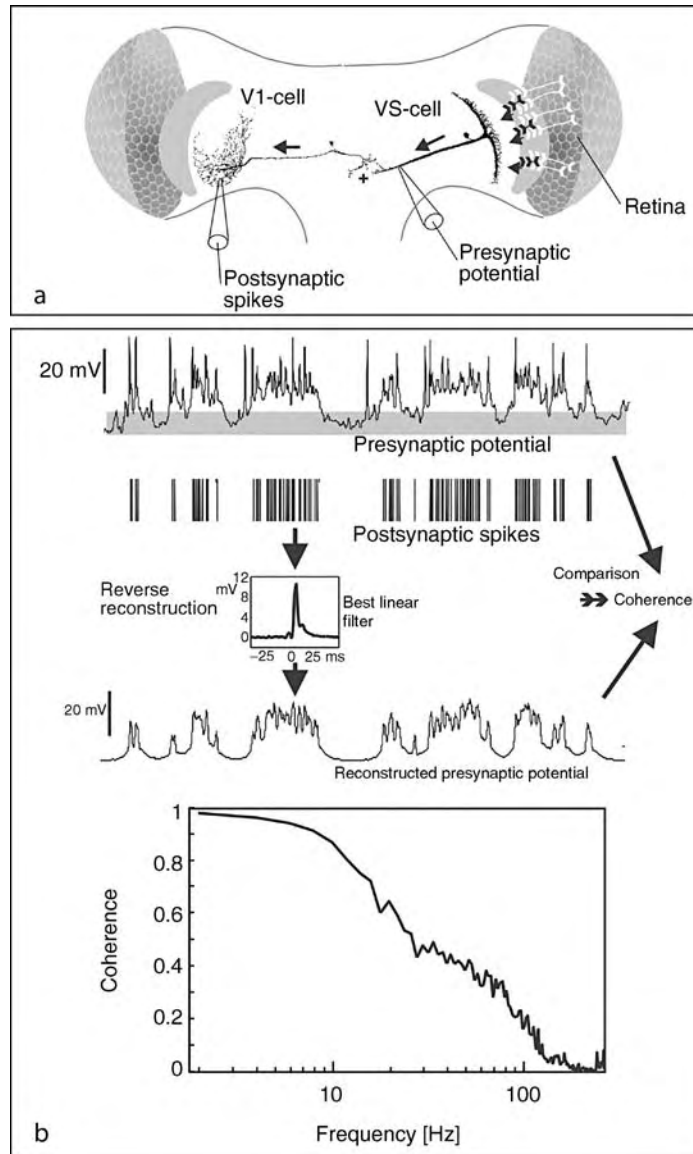 V1-cell
VS-cell
+
Retina
Postsynaptic
spikes
Presynaptic
potential
a
20 mV
Presynaptic potential
Postsynaptic spikes
Reverse
reconstruction
mV
12
8
4
0
−25 0 25 ms
Best linear
filter
Comparison
Coherence
20 mV
Reconstructed presynaptic potential
1
0.8
0.6
0.4
0.2
0
Coherence
10
100
Frequency [Hz]
b